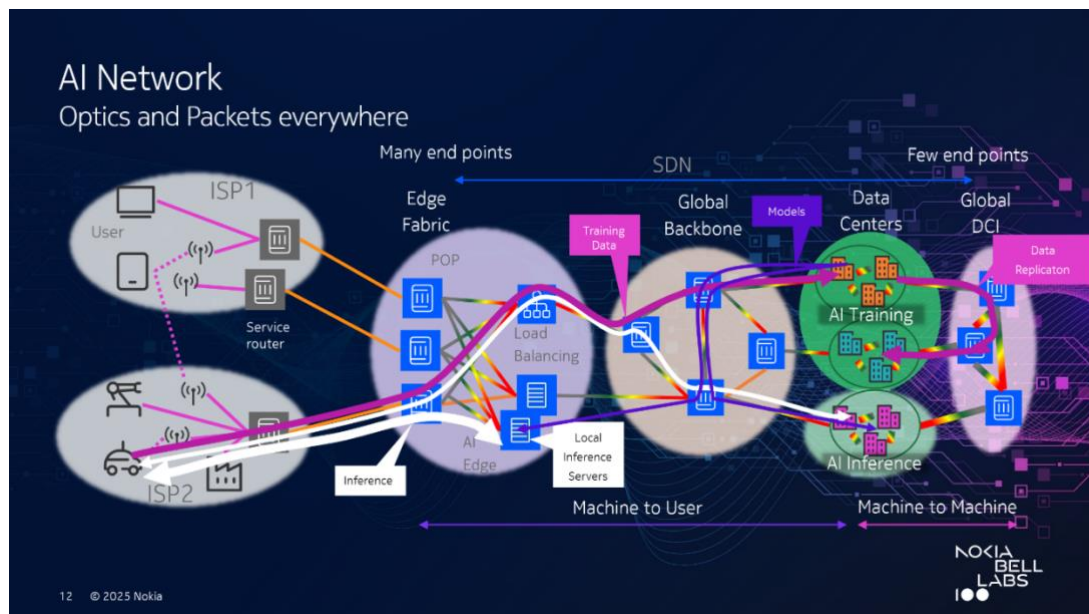 AI Network
Optics and Packets everywhere
Many end points
SDN
Few end points
ISP1
User
Service
router
ISP2
Edge
Fabric
POP
Load
Balancing
AI
Edge
Inference
Local
Inference
Servers
Training
Data
Global
Backbone
Models
Data
Centers
AI Training
AI Inference
Global
DCI
Data
Replicaton
Machine to User
Machine to Machine
NOKIA
BELL
LABS
100
12 © 2025 Nokia